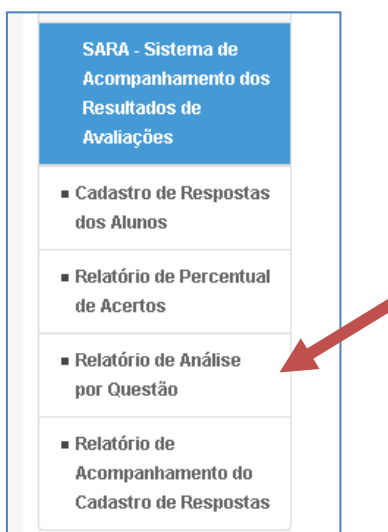 SARA - Sistema de
Acompanhamento dos
Resultados de
Avaliações
▪ Cadastro de Respostas
dos Alunos
▪ Relatório de Percentual
de Acertos
▪ Relatório de Análise
por Questão
▪ Relatório de
Acompanhamento do
Cadastro de Respostas